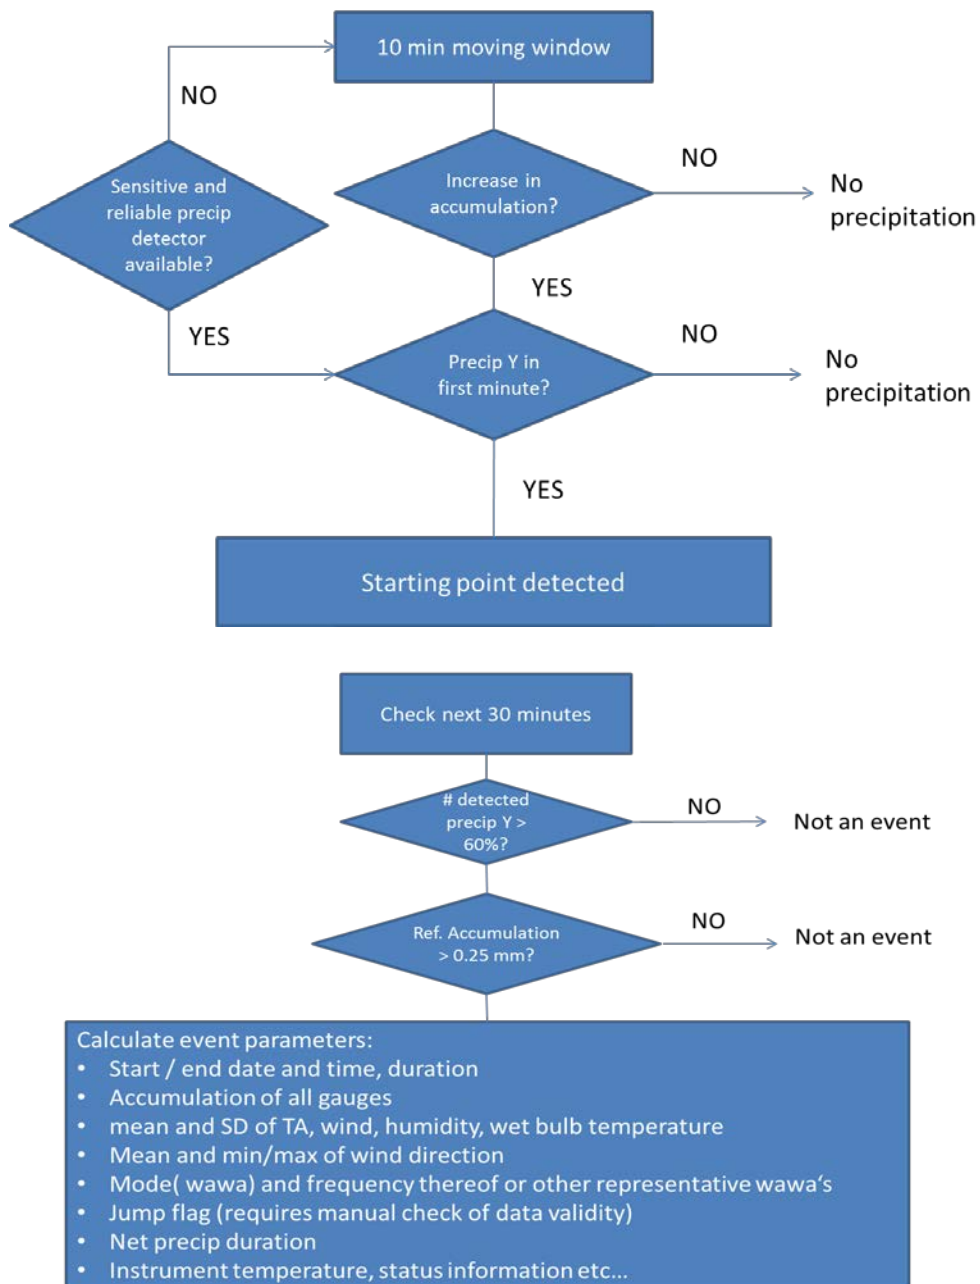 10 min moving window
NO
NO
Sensitive and
reliable precip
detector
available?
Increase in
accumulation?
No
precipitation
YES
YES
NO
Precip Y in
first minute?
No
precipitation
YES
Starting point detected
Check next 30 minutes
# detected
precip Y >
60%?
NO
Not an event
Ref. Accumulation
> 0.25 mm?
NO
Not an event
Calculate event parameters:
• Start / end date and time, duration
• Accumulation of all gauges
• mean and SD of TA, wind, humidity, wet bulb temperature
• Mean and min/max of wind direction
• Mode( wawa) and frequency thereof or other representative wawa‘s
• Jump flag (requires manual check of data validity)
• Net precip duration
• Instrument temperature, status information etc...